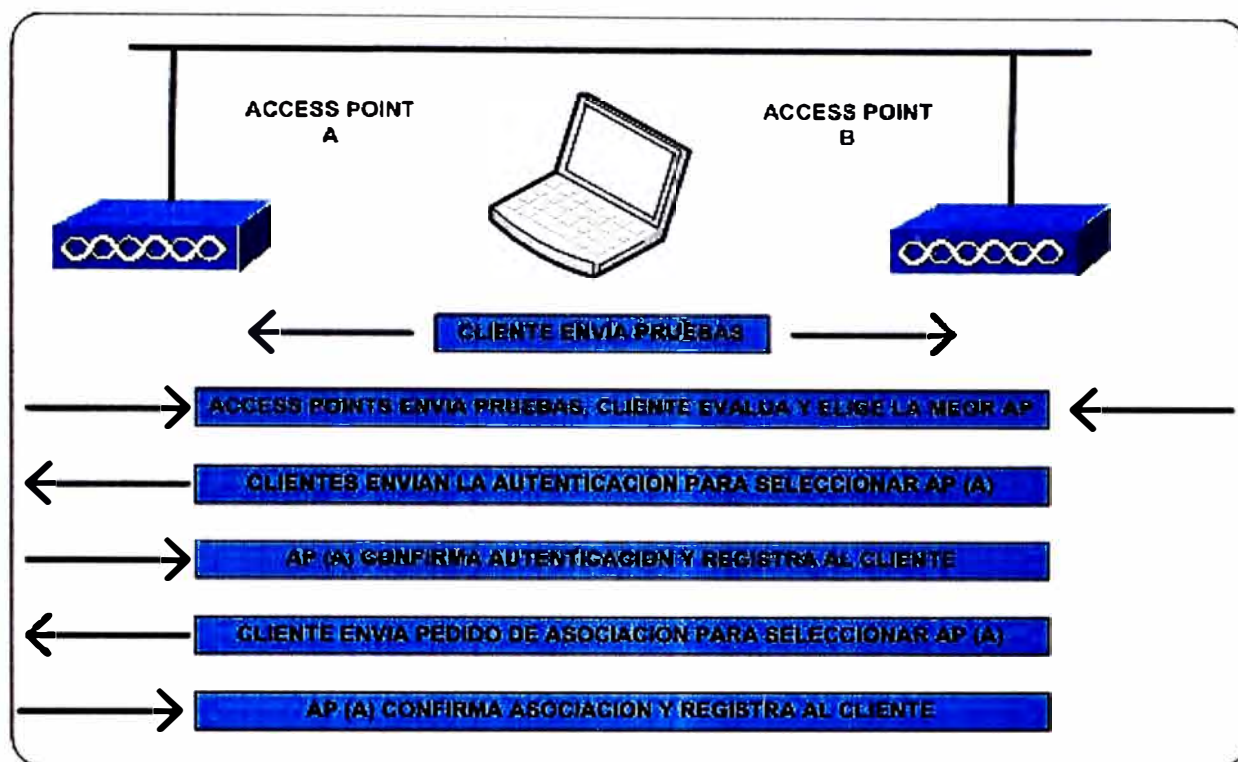 ACCESS POINT
A
ACCESS POINT
B
CLIENTE ENVIA PRUEBAS
ACCESS POINTS ENVIA PRUEBAS, CLIENTE EVALUA Y ELIGE LA MEOR AP
CLIENTES ENVIAN LA AUTENTICACION PARA SELECCIONAR AP (A)
AP (A) CONFIRMA AUTENTICACION Y REGISTRA AL CLIENTE
CLIENTE ENVIA PEDIDO DE ASOCIACION PARA SELECCIONAR AP (A)
AP (A) CONFIRMA ASOCIACION Y REGISTRA AL CLIENTE